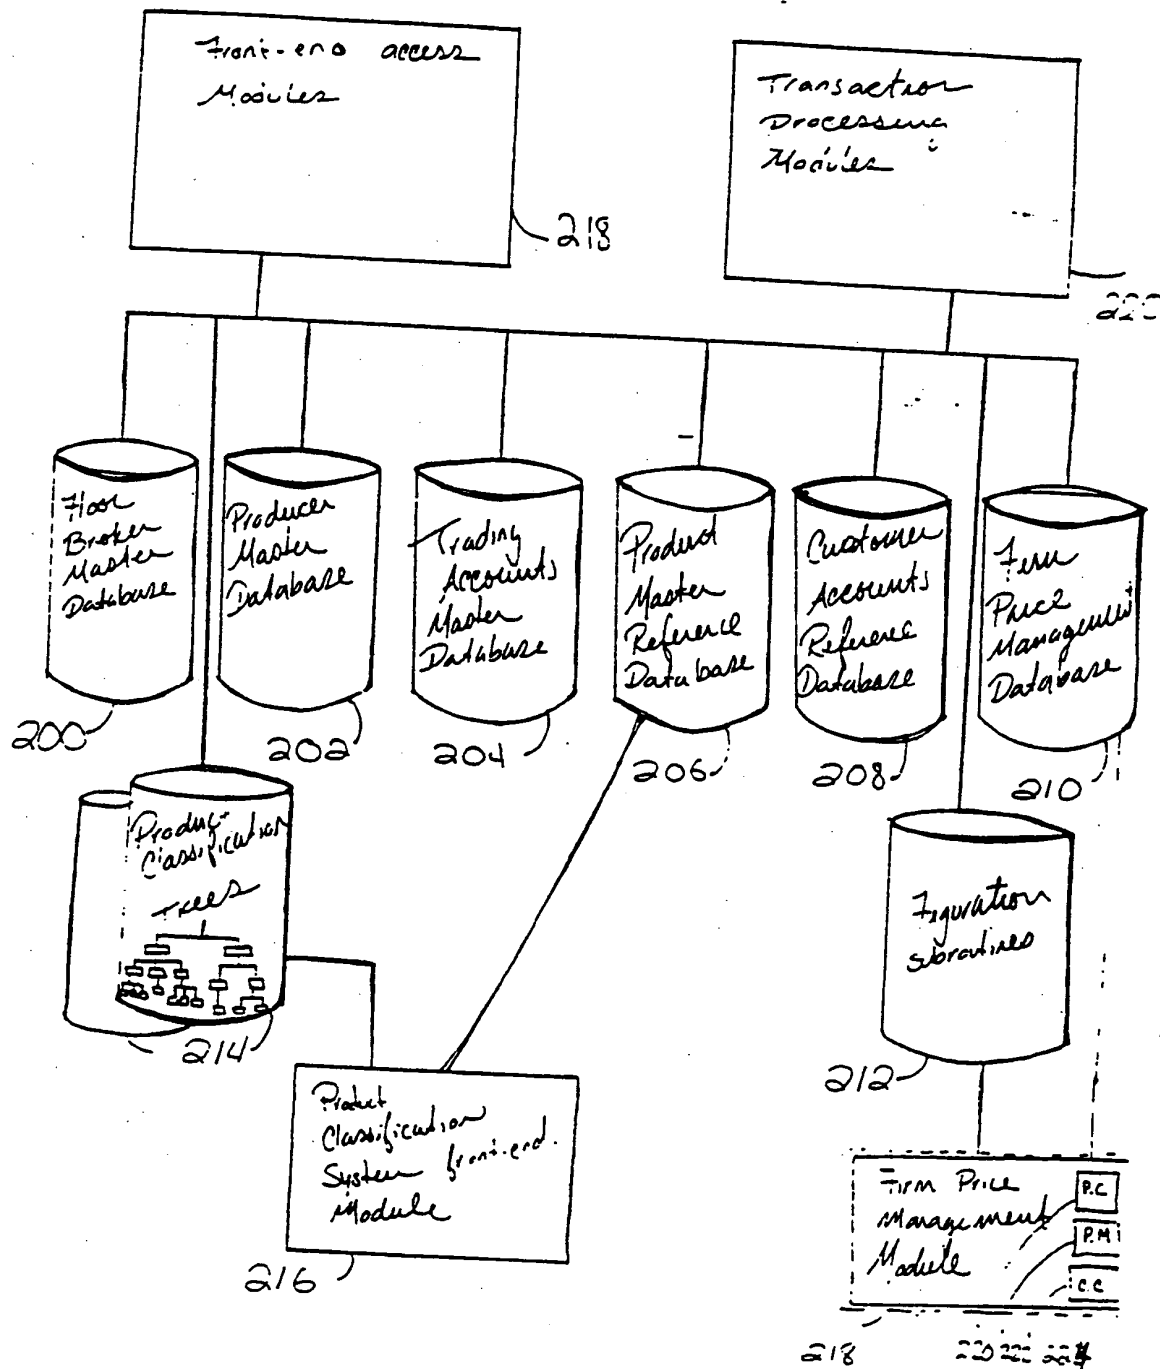 Front-end access
Modules
218
Transaction
Processing
Modules
220
Floor
Broker
Master
Database
200
Producer
Master
Database
202
Trading
Accounts
Master
Database
204
Product
Master
Reference
Database
206
Customer
Accounts
Reference
Database
208
Firm
Price
Management
Database
210
Product
Classification
Trees
214
Figuration
subroutines
212
Product
Classification
System front-end
Module
216
Firm Price
Management
Module
P.C
P.M
C.C
218
220 222 224